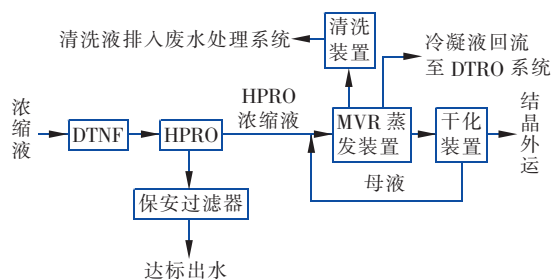 清洗液排入废水处理系统
清洗
装置
冷凝液回流
至 DTRO 系统
浓
缩
液
DTNF
HPRO
HPRO
浓缩液
MVR 蒸
发装置
干化
装置
结
晶
外
运
母液
保安过滤器
达标出水